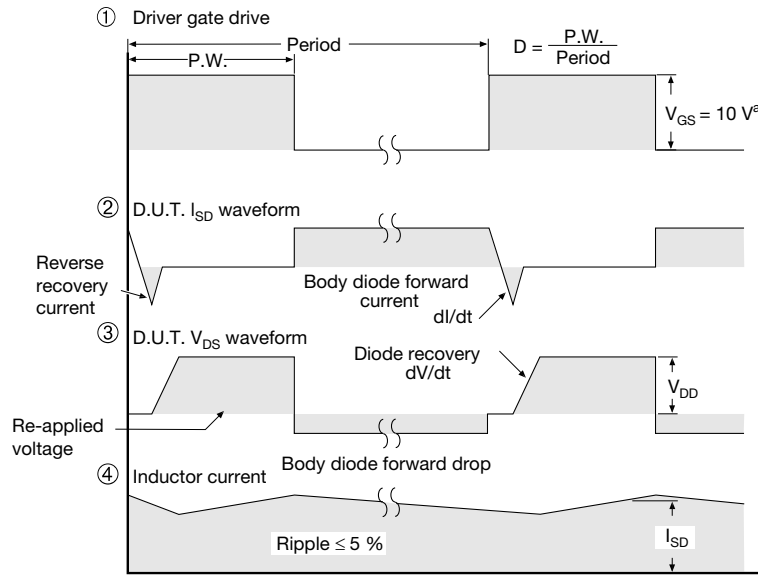 ① Driver gate drive
Period
P.W.
D = P.W. / Period
V_GS = 10 V^a
② D.U.T. I_SD waveform
Reverse
recovery
current
Body diode forward
current
dI/dt
③ D.U.T. V_DS waveform
Diode recovery
dV/dt
V_DD
Re-applied
voltage
Body diode forward drop
④ Inductor current
Ripple ≤ 5 %
I_SD